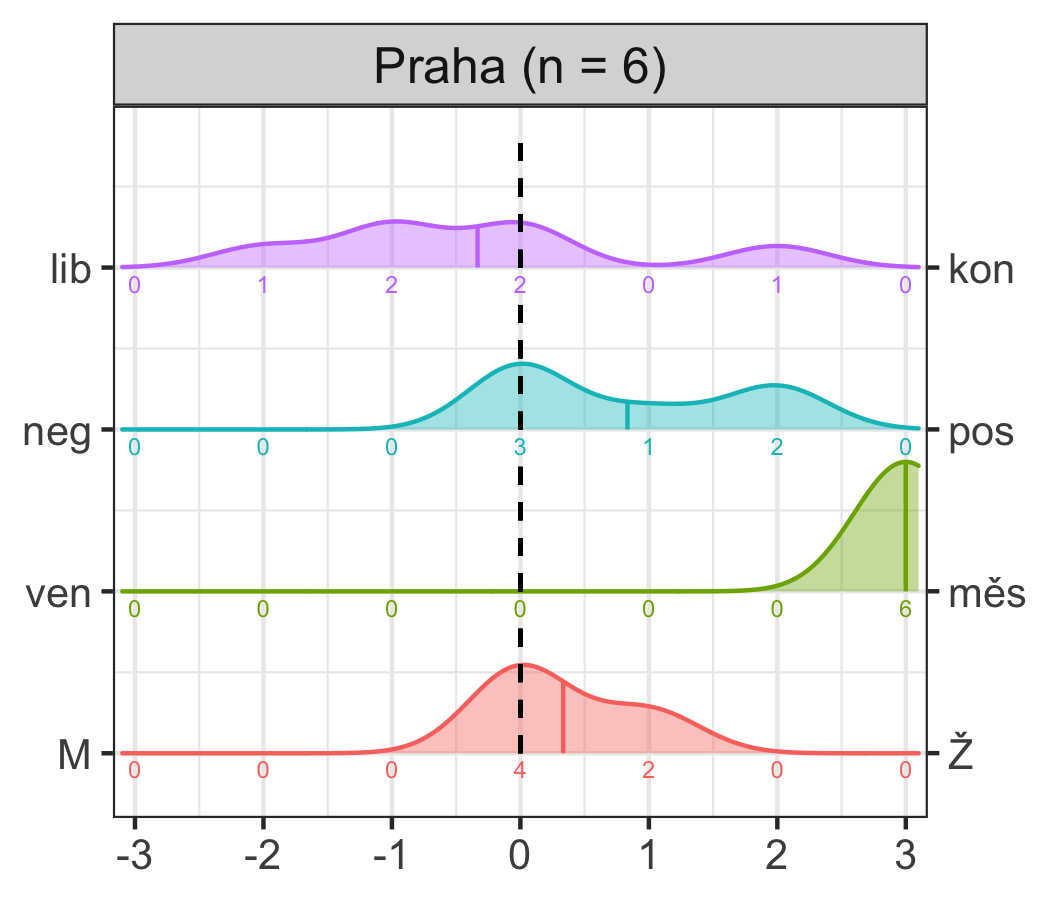 Praha (n = 6)
lib kon
0 1 2 2 0 1 0
neg pos
0 0 0 3 1 2 0
ven měs
0 0 0 0 0 0 6
M Ž
0 0 0 4 2 0 0
-3 -2 -1 0 1 2 3